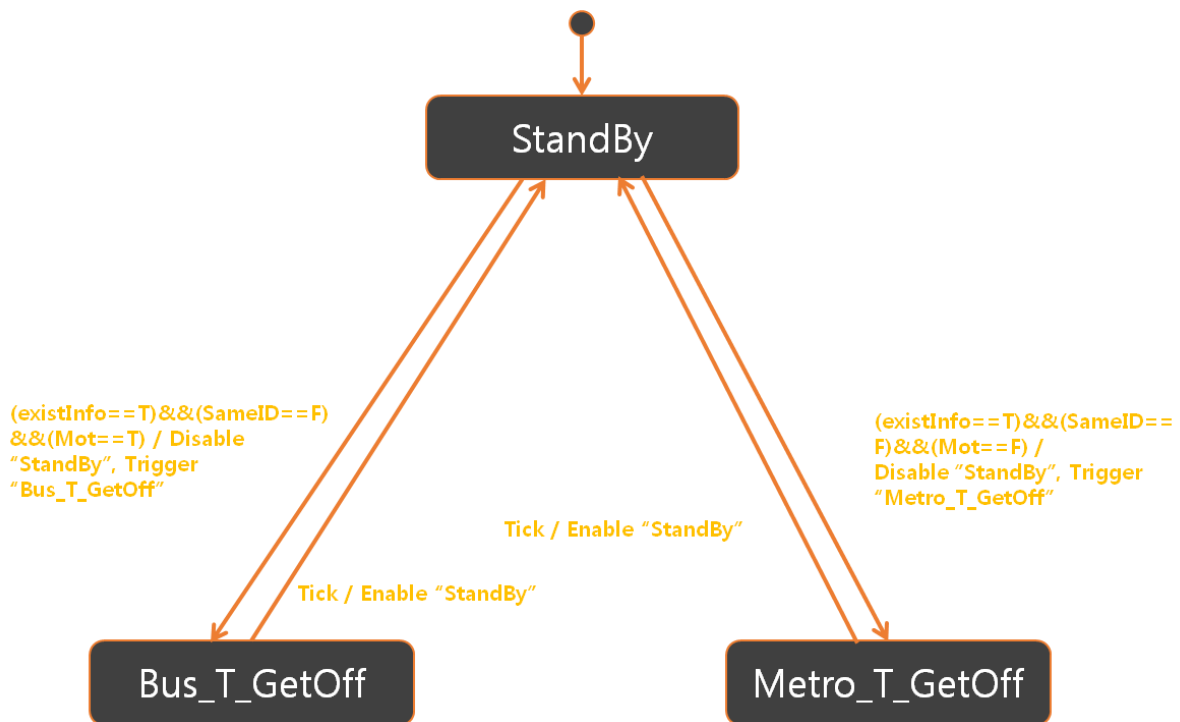 StandBy
(existInfo==T)&&(SameID==F)
&&(Mot==T) / Disable
“StandBy”, Trigger
“Bus_T_GetOff”
(existInfo==T)&&(SameID==
F)&&(Mot==F) /
Disable “StandBy”, Trigger
“Metro_T_GetOff”
Tick / Enable “StandBy”
Tick / Enable “StandBy”
Bus_T_GetOff
Metro_T_GetOff